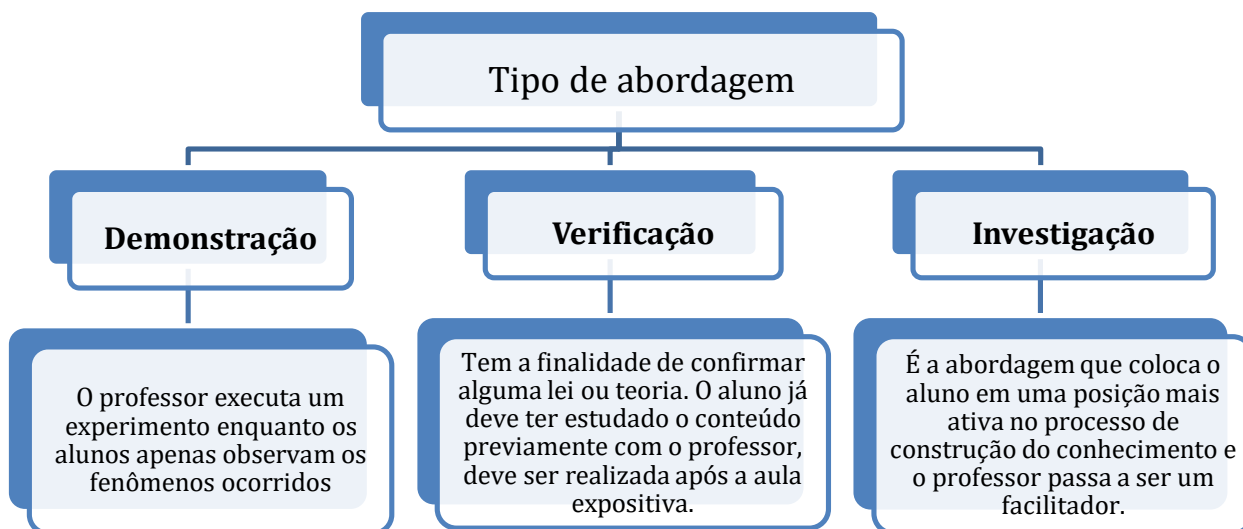 Tipo de abordagem
Demonstração
Verificação
Investigação
O professor executa um
experimento enquanto os
alunos apenas observam os
fenômenos ocorridos
Tem a finalidade de confirmar
alguma lei ou teoria. O aluno já
deve ter estudado o conteúdo
previamente com o professor,
deve ser realizada após a aula
expositiva.
É a abordagem que coloca o
aluno em uma posição mais
ativa no processo de
construção do conhecimento e
o professor passa a ser um
facilitador.